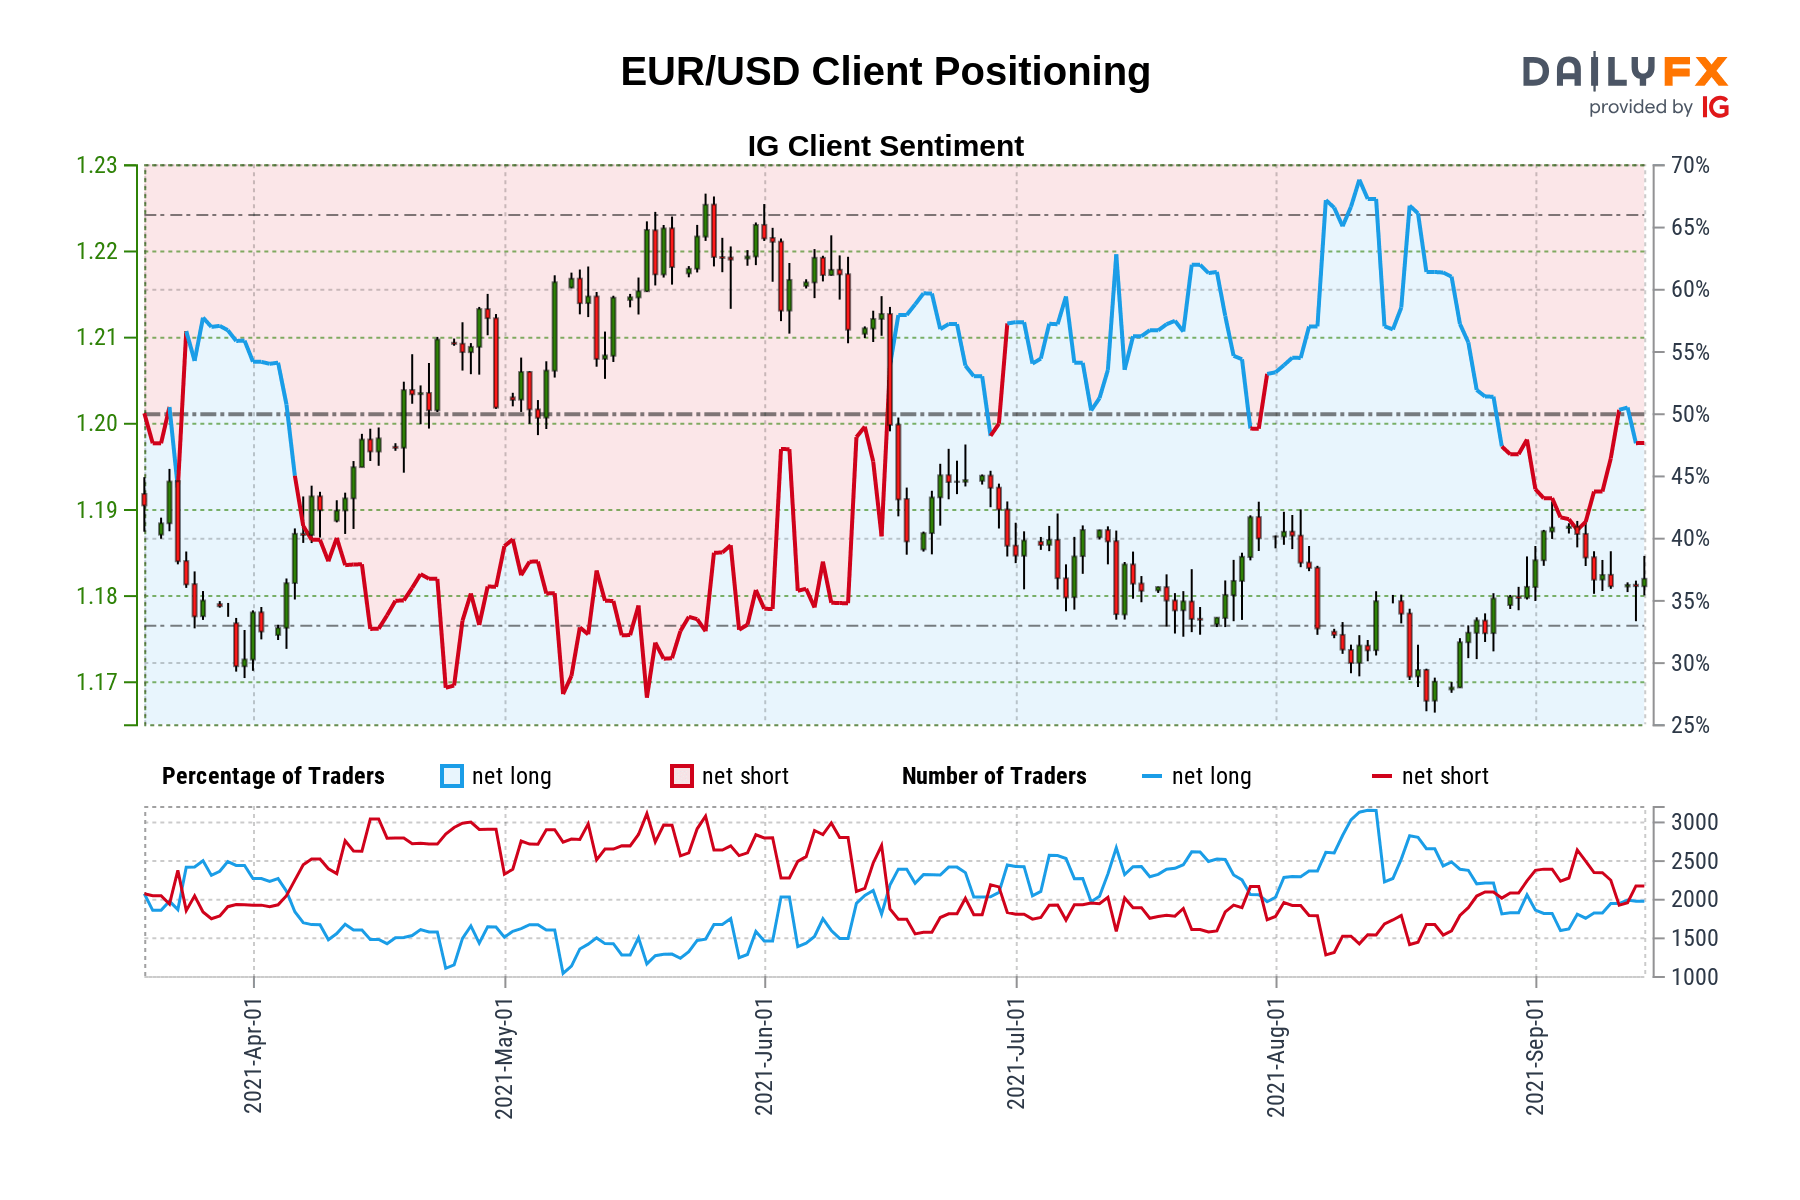 EUR/USD Client Positioning
DAILYFX
provided by IG
IG Client Sentiment
1.23
1.22
1.21
1.20
1.19
1.18
1.17
70%
65%
60%
55%
50%
45%
40%
35%
30%
25%
Percentage of Traders net long net short Number of Traders net long net short
3000
2500
2000
1500
1000
2021-Apr-01
2021-May-01
2021-Jun-01
2021-Jul-01
2021-Aug-01
2021-Sep-01